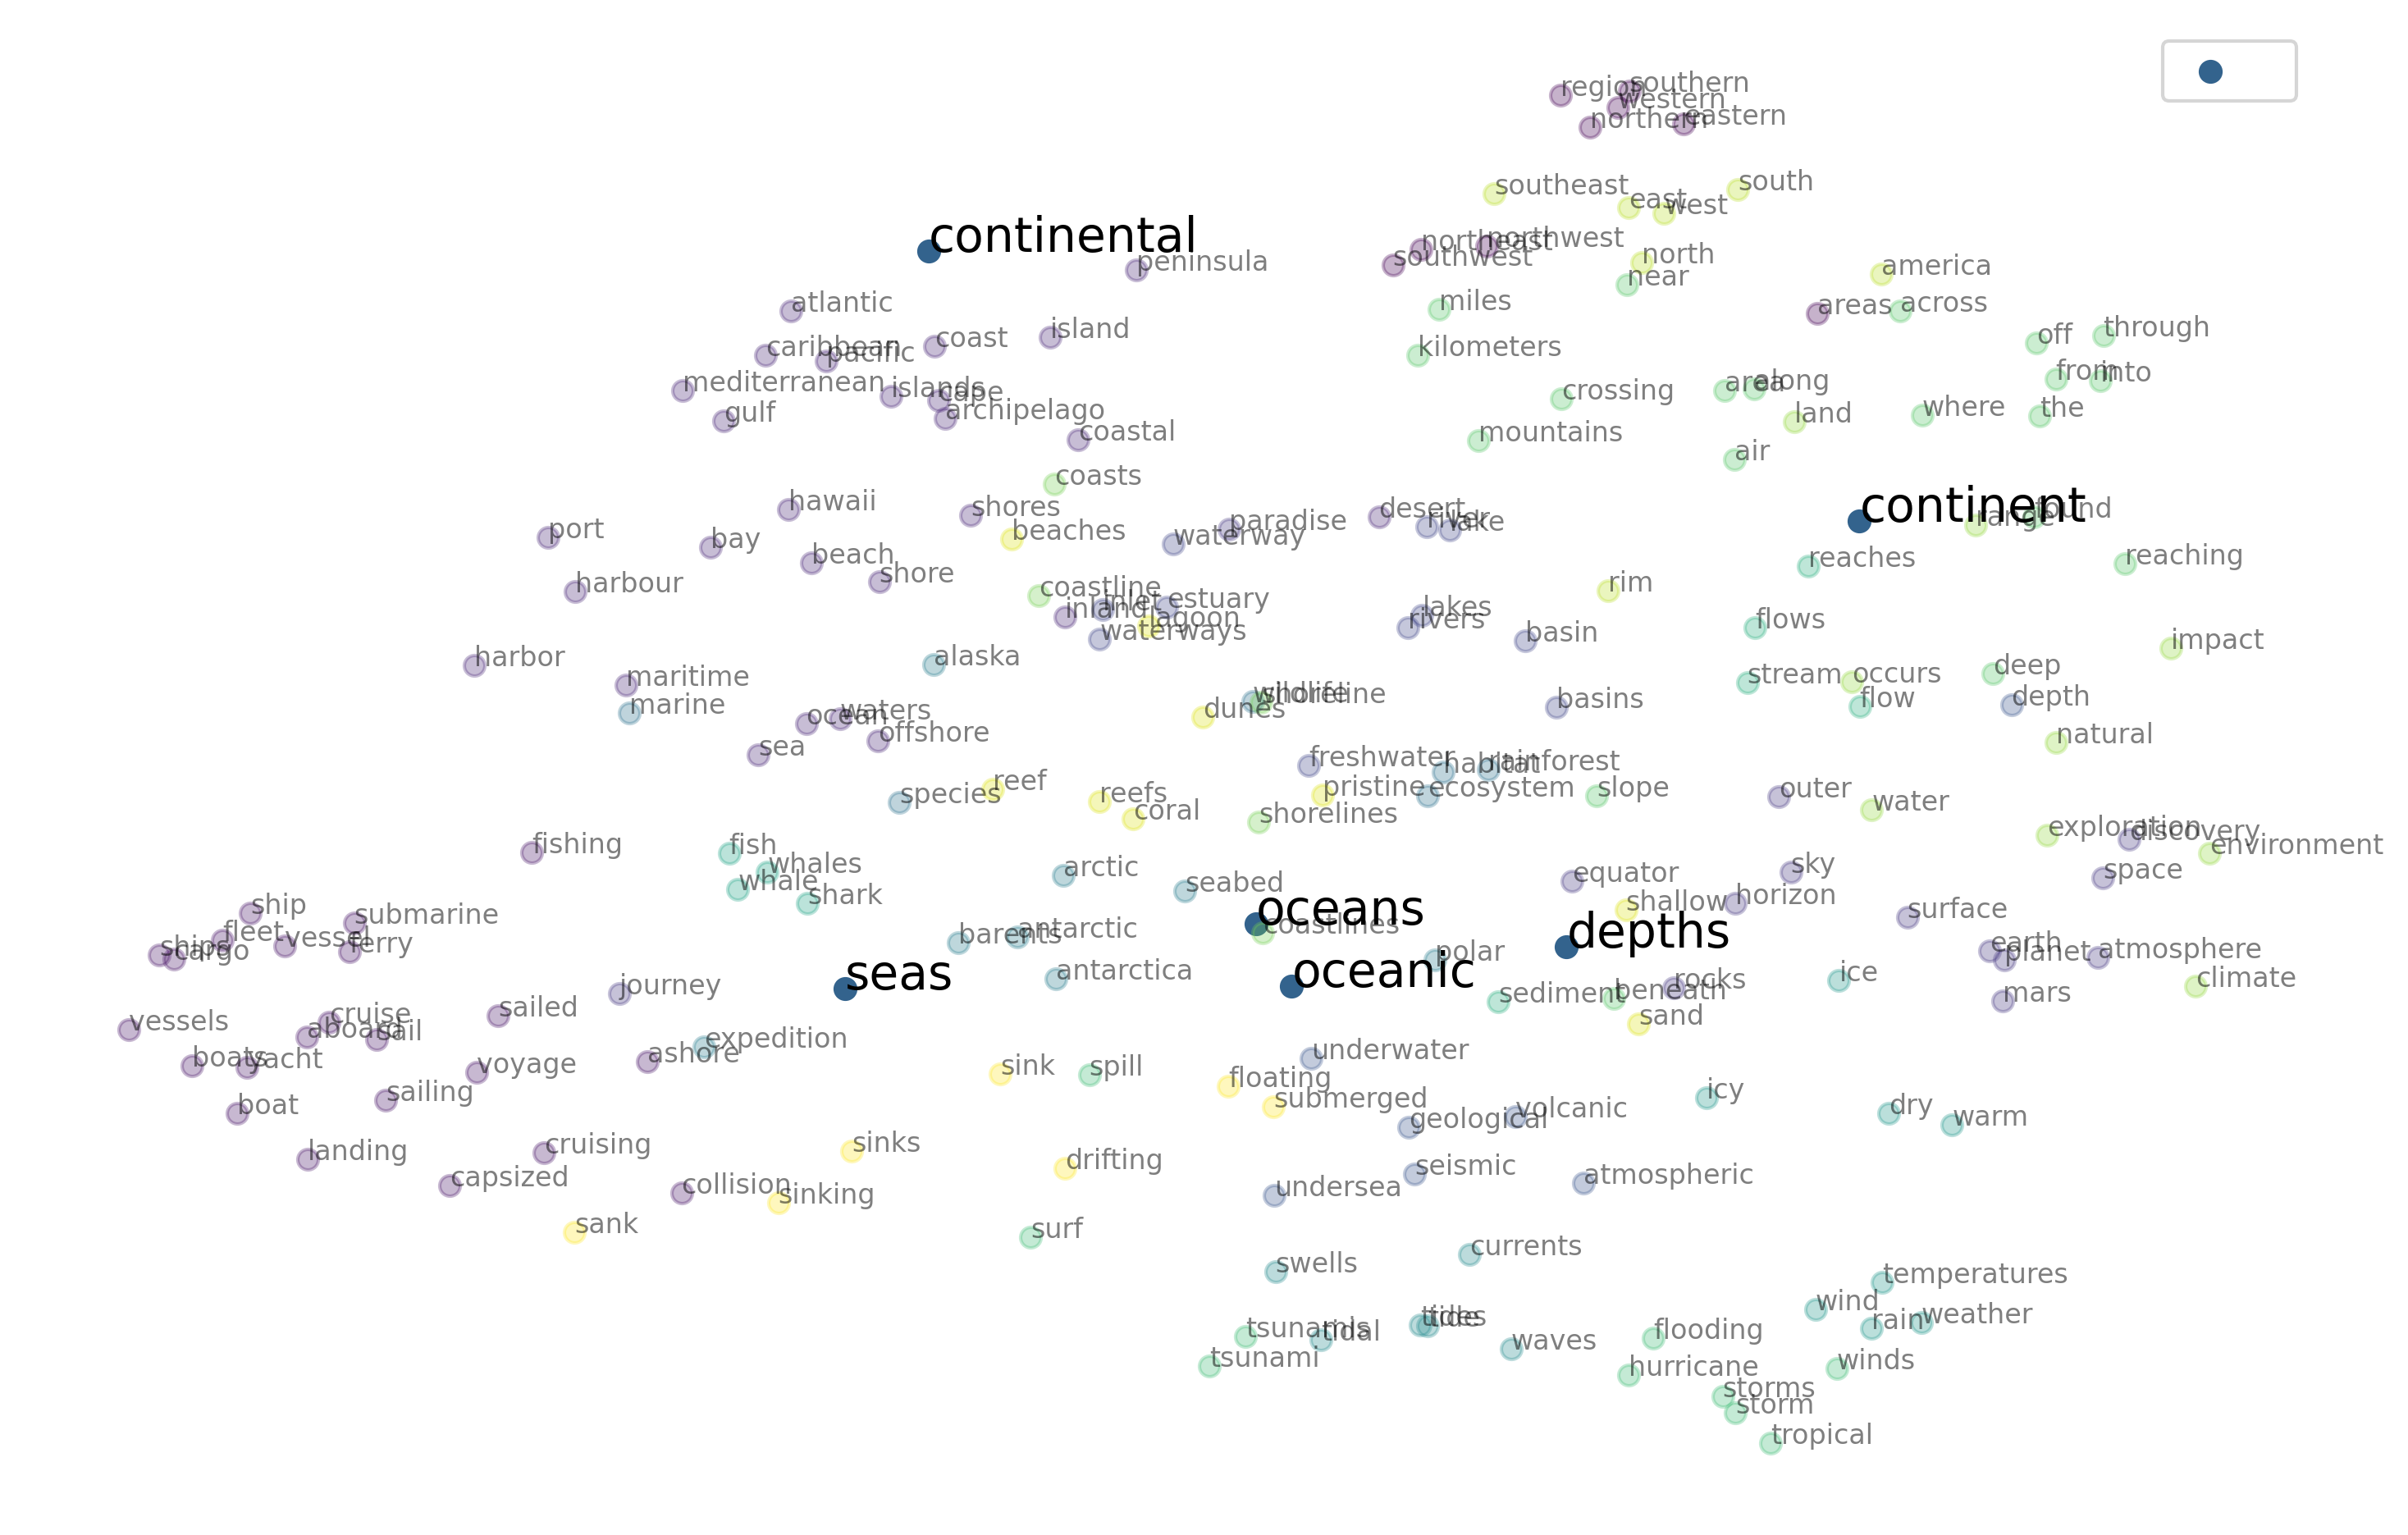 region
southern
western
northern
eastern
southeast
south
east
west
continental
northeast
northwest
southwest
north
peninsula
near
america
atlantic
miles
areas
across
island
coast
off
through
caribbean
pacific
kilometers
from
into
mediterranean
islands
cape
crossing
area
along
gulf
archipelago
land
where
the
coastal
mountains
air
coasts
hawaii
shores
desert
continent
range
found
port
bay
beaches
waterway
paradise
river
lake
beach
shore
reaches
reaching
harbour
coastline
rim
inland
inlet
estuary
lagoon
lakes
rivers
waterways
basin
flows
impact
harbor
alaska
maritime
stream
occurs
deep
marine
wildlife
shoreline
dunes
basins
flow
depth
ocean
waters
offshore
natural
sea
freshwater
habitat
rainforest
species
reef
reefs
coral
pristine
ecosystem
slope
outer
water
shorelines
exploration
discovery
environment
fishing
fish
whales
whale
shark
arctic
seabed
equator
sky
space
ship
submarine
oceans
coastlines
shallow
horizon
surface
fleet
vessel
ferry
ships
cargo
barents
antarctic
depths
polar
earth
planet
atmosphere
journey
seas
antarctica
oceanic
sediment
beneath
rocks
ice
mars
climate
vessels
cruise
aboard
sail
sailed
sand
boats
yacht
voyage
ashore
expedition
sink
spill
underwater
floating
boat
sailing
submerged
geological
volcanic
icy
dry
warm
landing
cruising
sinks
drifting
seismic
atmospheric
capsized
collision
sinking
undersea
sank
surf
currents
swells
temperatures
wind
rain
weather
tsunamis
tidal
tides
tide
waves
flooding
tsunami
hurricane
winds
storms
storm
tropical